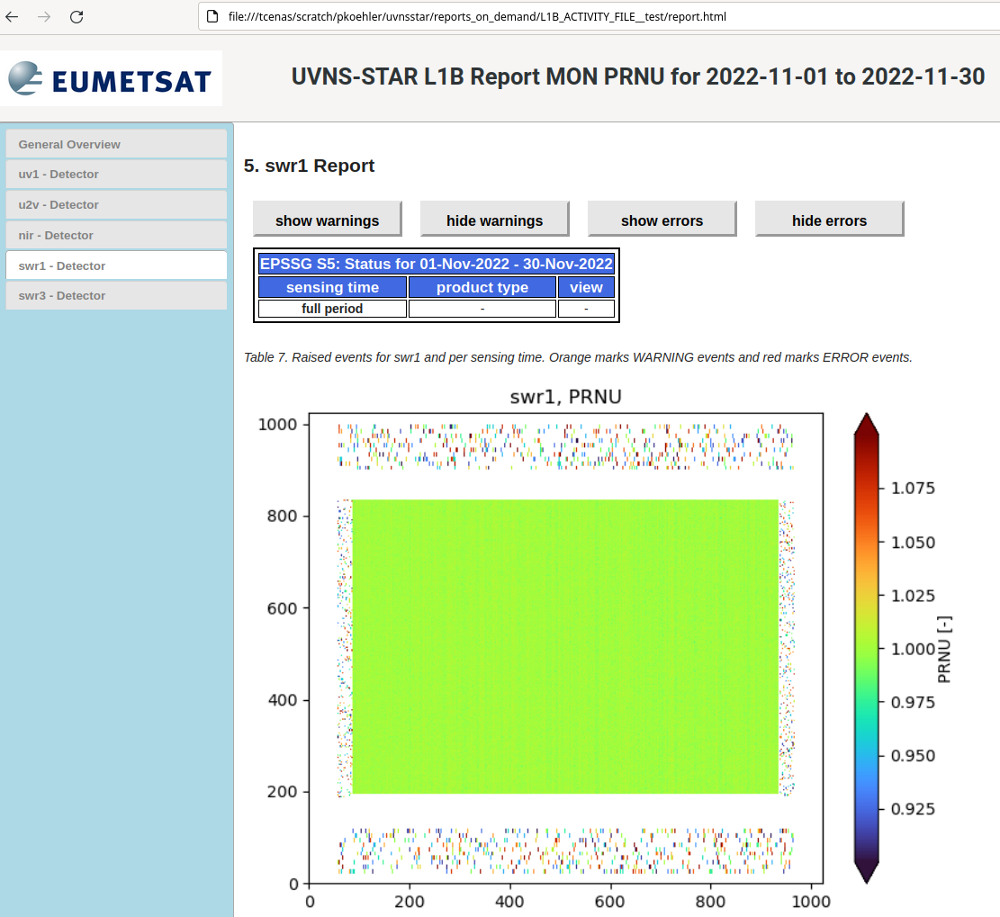 file:///tcenas/scratch/pkoehler/uvnsstar/reports_on_demand/L1B_ACTIVITY_FILE__test/report.html
EUMETSAT
UVNS-STAR L1B Report MON PRNU for 2022-11-01 to 2022-11-30
General Overview
uv1 - Detector
u2v - Detector
nir - Detector
swr1 - Detector
swr3 - Detector
5. swr1 Report
show warnings hide warnings show errors hide errors
EPSSG S5: Status for 01-Nov-2022 - 30-Nov-2022
sensing time product type view
full period - -
Table 7. Raised events for swr1 and per sensing time. Orange marks WARNING events and red marks ERROR events.
swr1, PRNU
1000
800
600
400
200
0
0 200 400 600 800 1000
1.075
1.050
1.025
1.000
0.975
0.950
0.925
PRNU [-]